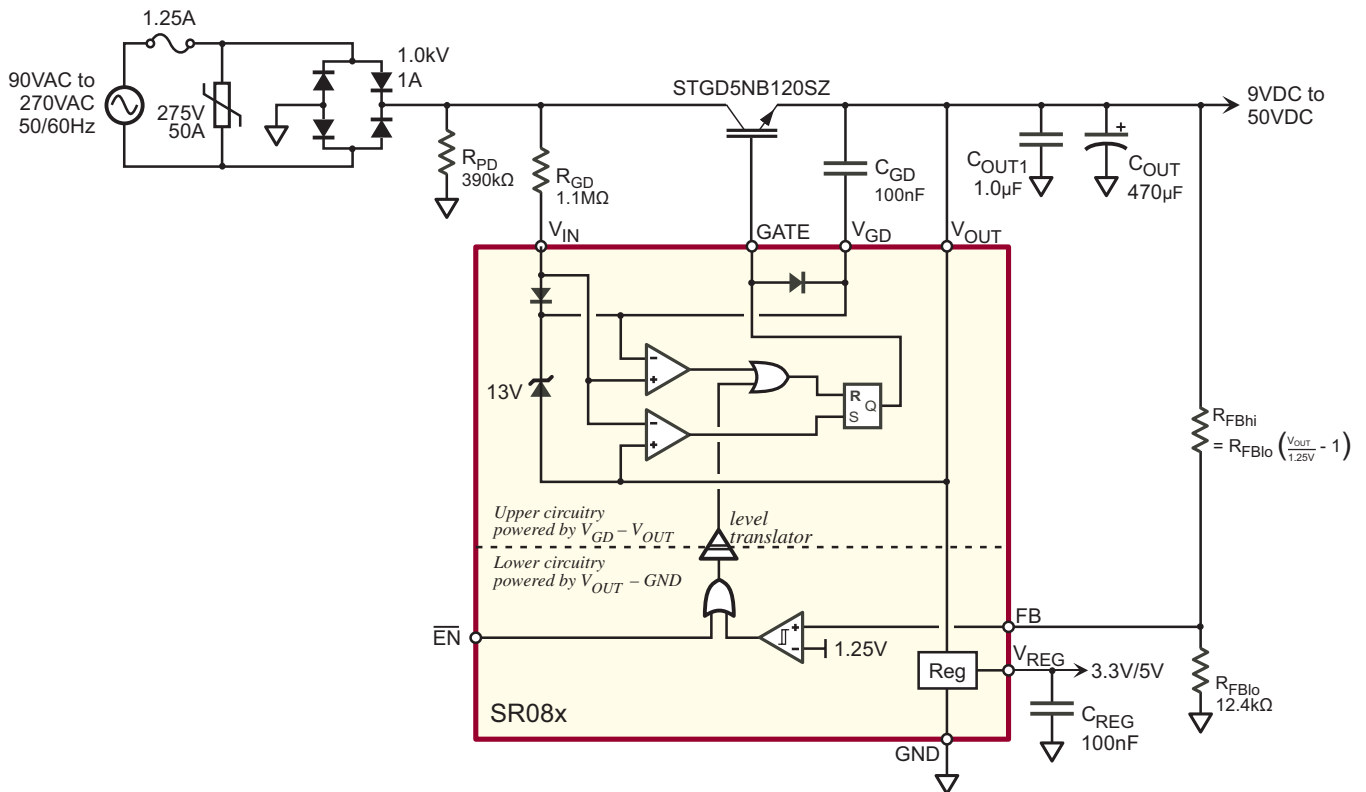 1.25A
90VAC to
270VAC
50/60Hz
275V
50A
1.0kV
1A
RPD
390kΩ
RGD
1.1MΩ
STGD5NB120SZ
CGD
100nF
COUT1
1.0µF
+
COUT
470µF
9VDC to
50VDC
VIN
GATE
VGD
VOUT
13V
-
+
-
+
R
S
Q
RFBhi
= RFBlo (VOUT/1.25V - 1)
Upper circuitry
powered by VGD – VOUT
level
translator
Lower circuitry
powered by VOUT – GND
EN
+
-
1.25V
FB
VREG
Reg
3.3V/5V
RFBlo
12.4kΩ
CREG
100nF
SR08x
GND